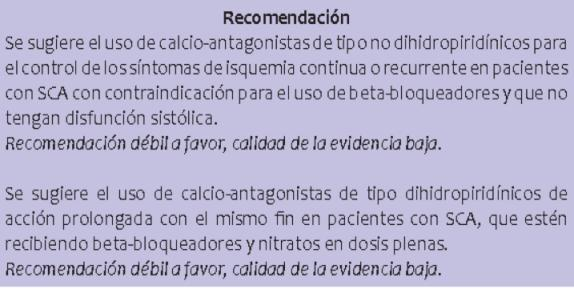 Recomendación
Se sugiere el uso de calcio-antagonistas de tipo no dihidropiridínicos para
el control de los síntomas de isquemia continua o recurrente en pacientes
con SCA con contraindicación para el uso de beta-bloqueadores y que no
tengan disfunción sistólica.
Recomendación débil a favor, calidad de la evidencia baja.
Se sugiere el uso de calcio-antagonistas de tipo dihidropiridínicos de
acción prolongada con el mismo fin en pacientes con SCA, que estén
recibiendo beta-bloqueadores y nitratos en dosis plenas.
Recomendación débil a favor, calidad de la evidencia baja.